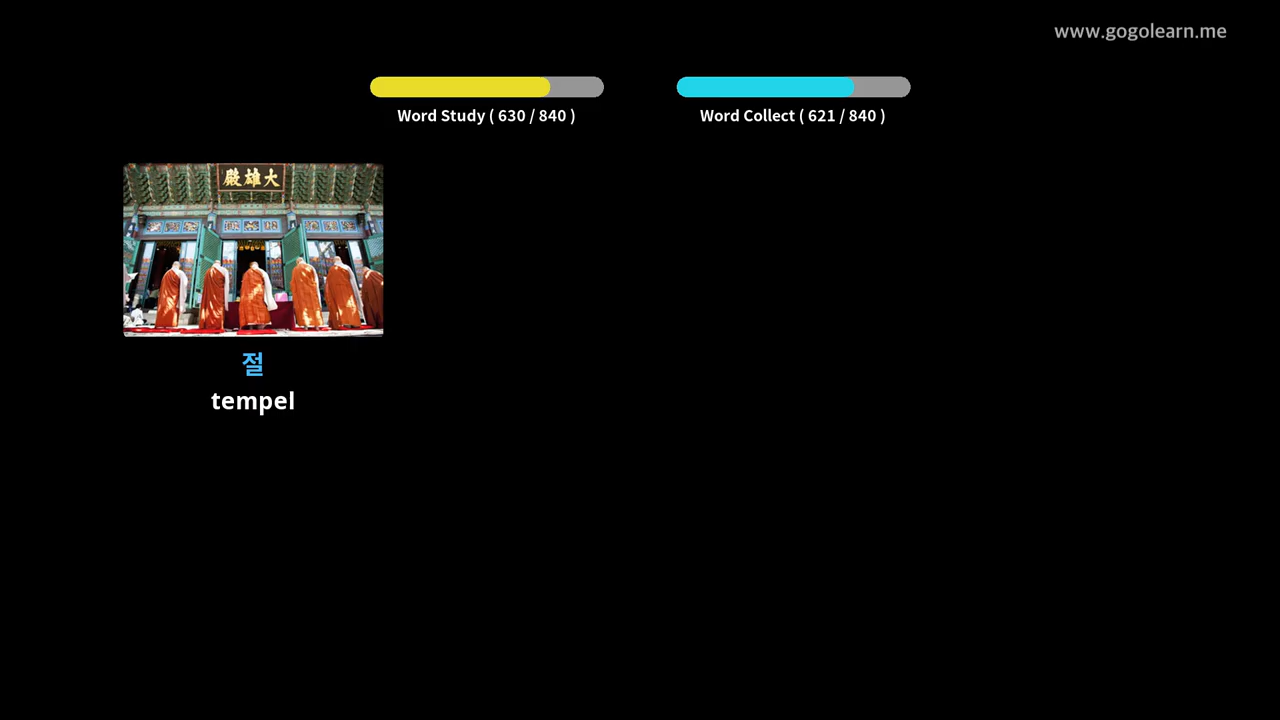 www.gogolearn.me
Word Study ( 630 / 840 )
Word Collect ( 621 / 840 )
殿雄大
절
tempel